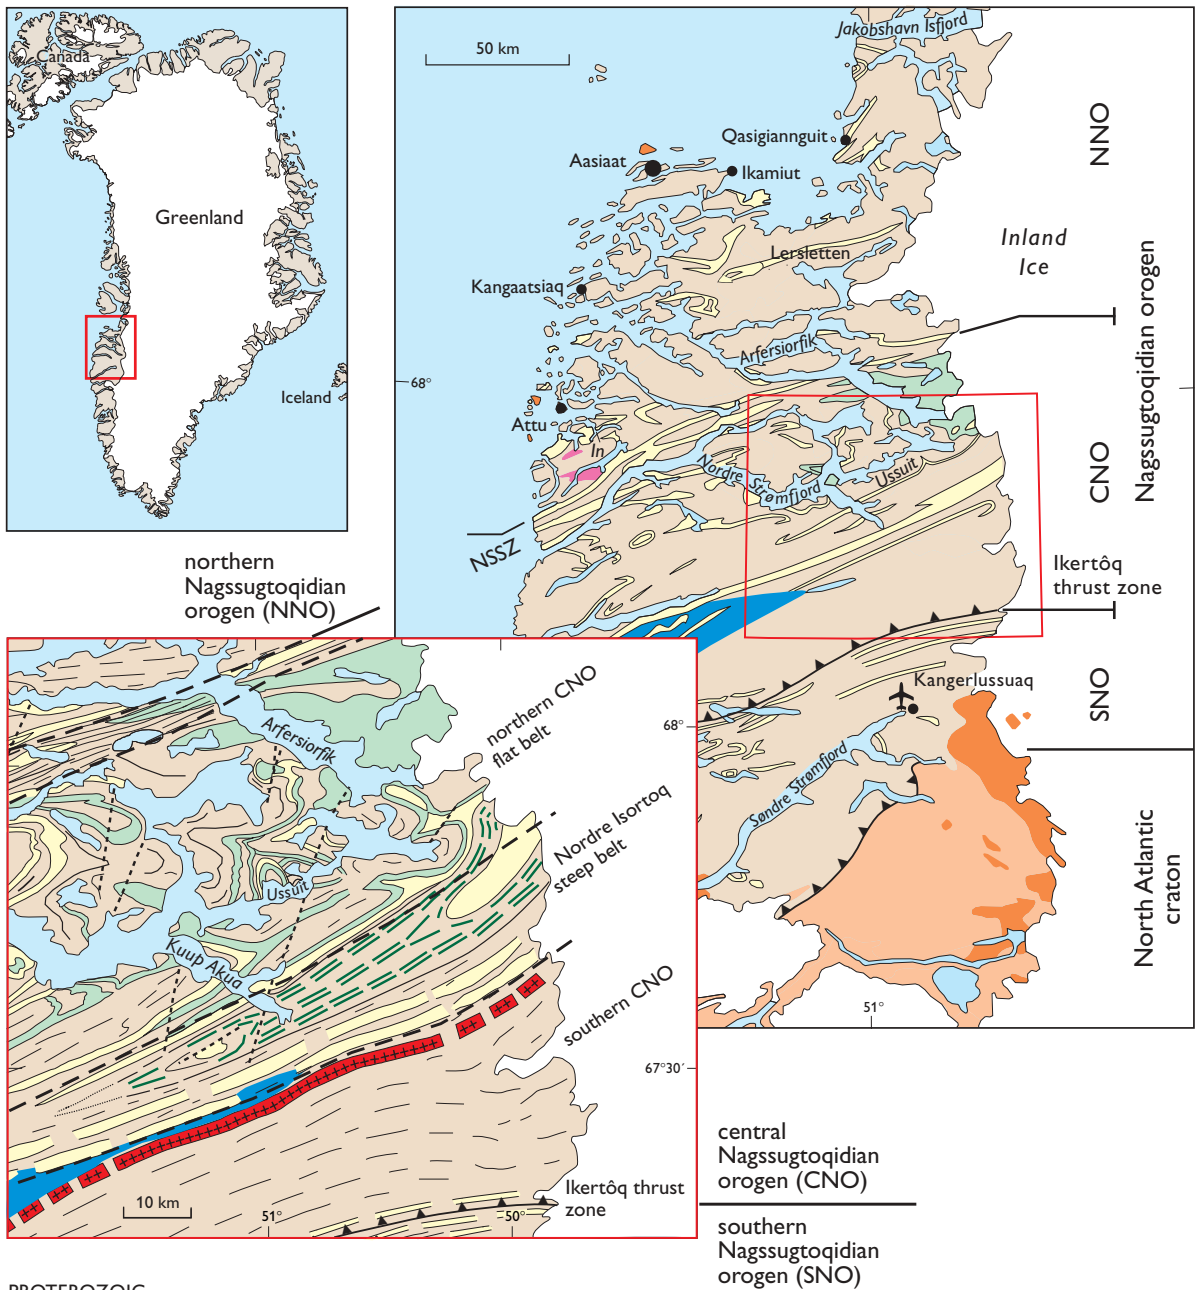 Canada
Greenland
Iceland
50 km
Jakobshavn Isfjord
Qasigiannguit
Aasiaat
Ikamiut
Lersletten
Kangaatsiaq
Arfersiorfik
68°
Attu
In
Nordre Strømfjord
Ussuit
NSSZ
Inland
Ice
NNO
CNO
Nagssugtoqidian orogen
Ikertôq
thrust zone
SNO
Kangerlussuaq
Søndre Strømfjord
North Atlantic
craton
51°
northern
Nagssugtoqidian
orogen (NNO)
Arfersiorfik
northern CNO
flat belt
Nordre Isortoq
steep belt
Ussuit
Kuup Akua
southern CNO
68°
67°30'
10 km
51°
50°
Ikertôq thrust
zone
central
Nagssugtoqidian
orogen (CNO)
southern
Nagssugtoqidian
orogen (SNO)
PROTEROZOIC